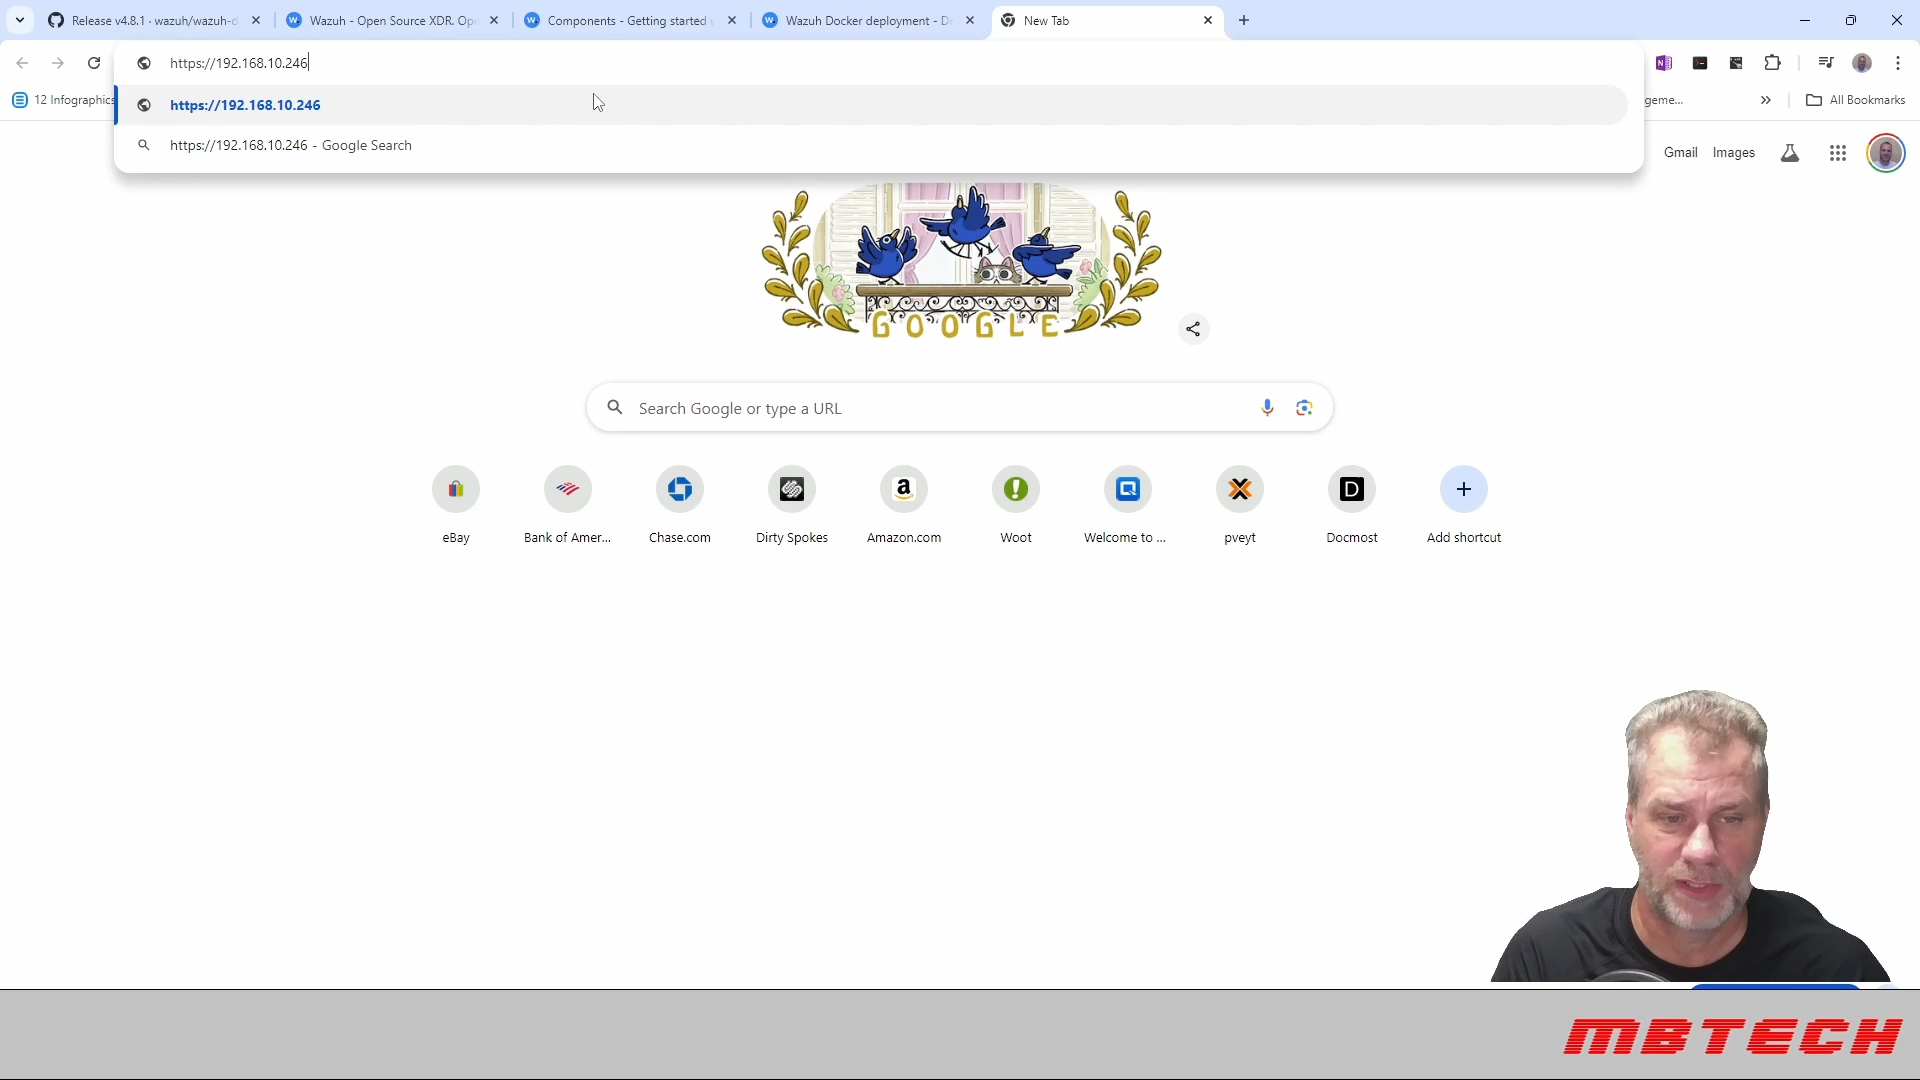 Release v4.8.1 · wazuh/wazuh-d
Wazuh - Open Source XDR. Ope
Components - Getting started w
Wazuh Docker deployment - De
New Tab
https://192.168.10.246
12 Infographics
https://192.168.10.246
geme...
All Bookmarks
https://192.168.10.246 - Google Search
Gmail
Images
GOOGLE
Search Google or type a URL
eBay
Bank of Amer...
Chase.com
Dirty Spokes
Amazon.com
Woot
Welcome to ...
pveyt
Docmost
Add shortcut
MBTECH